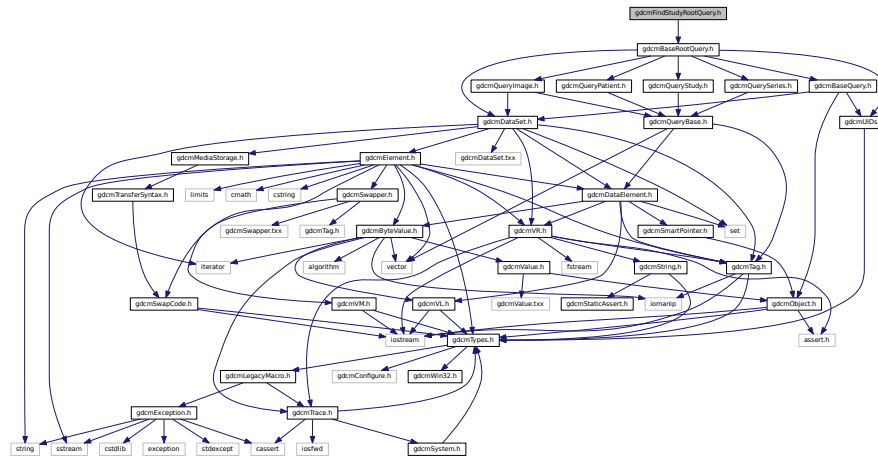 gdcmFindStudyRootQuery.h
gdcmBaseRootQuery.h
gdcmQueryImage.h gdcmQueryPatient.h gdcmQueryStudy.h gdcmQuerySeries.h gdcmBaseQuery.h
gdcmDataSet.h gdcmQueryBase.h gdcmUIDs
gdcmMediaStorage.h gdcmElement.h gdcmDataSet.txx
gdcmTransferSyntax.h limits cmath cstring gdcmSwapper.h gdcmDataElement.h
gdcmSwapper.txx gdcmTag.h gdcmByteValue.h gdcmVR.h gdcmSmartPointer.h set
iterator algorithm vector gdcmValue.h fstream gdcmString.h gdcmTag.h
gdcmSwapCode.h gdcmVM.h gdcmVL.h gdcmValue.txx gdcmStaticAssert.h iomanip gdcmObject.h
iostream gdcmTypes.h assert.h
gdcmLegacyMacro.h gdcmConfigure.h gdcmWin32.h
gdcmException.h gdcmTrace.h
string sstream cstdlib exception stdexcept cassert iosfwd gdcmSystem.h